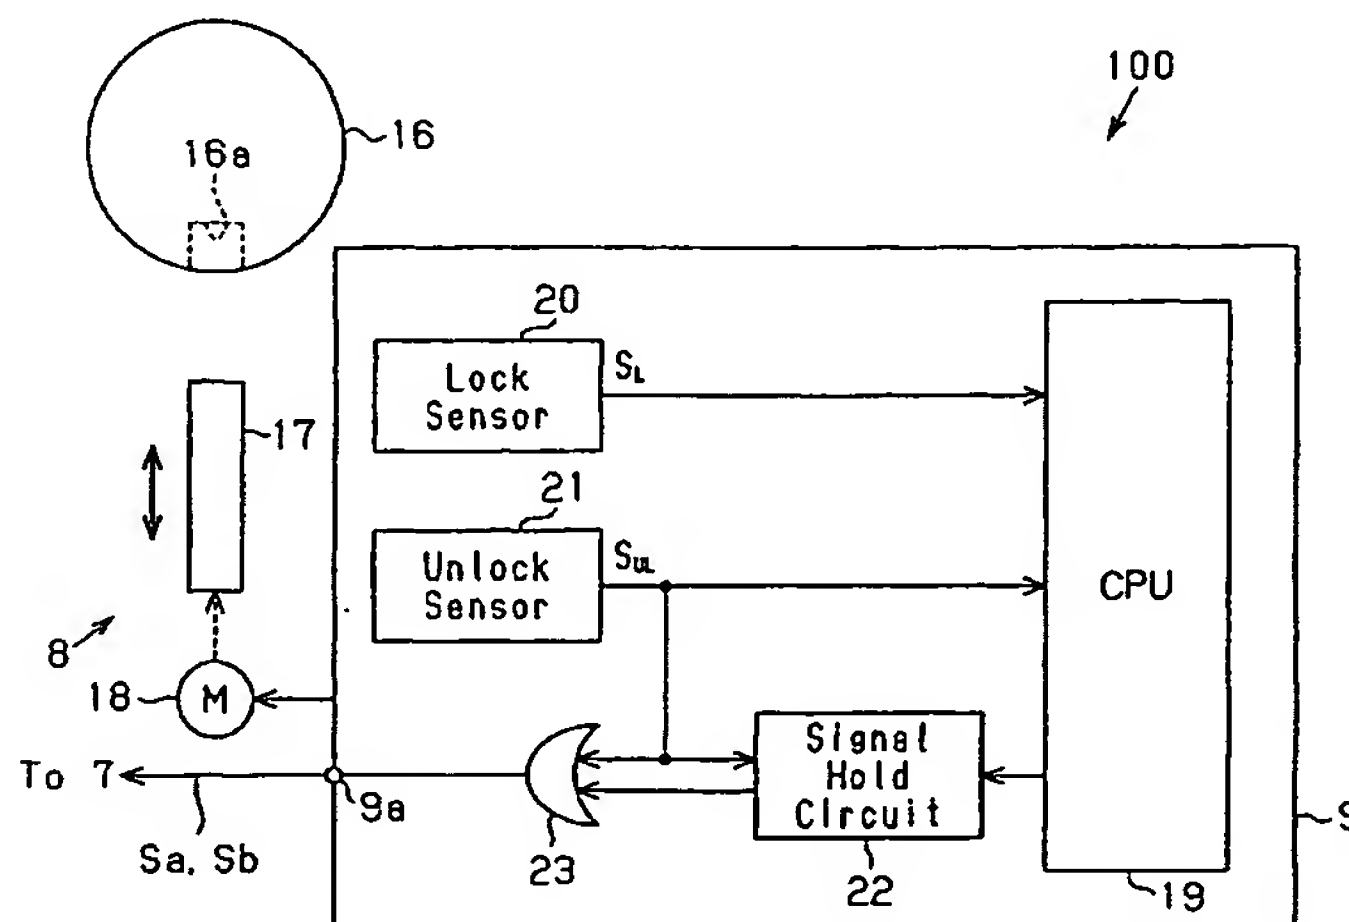 100
16
16a
20
Lock
Sensor
SL
17
21
Unlock
Sensor
SUL
CPU
8
18
M
Signal
Hold
Circuit
To 7
9a
9
Sa, Sb
23
22
19